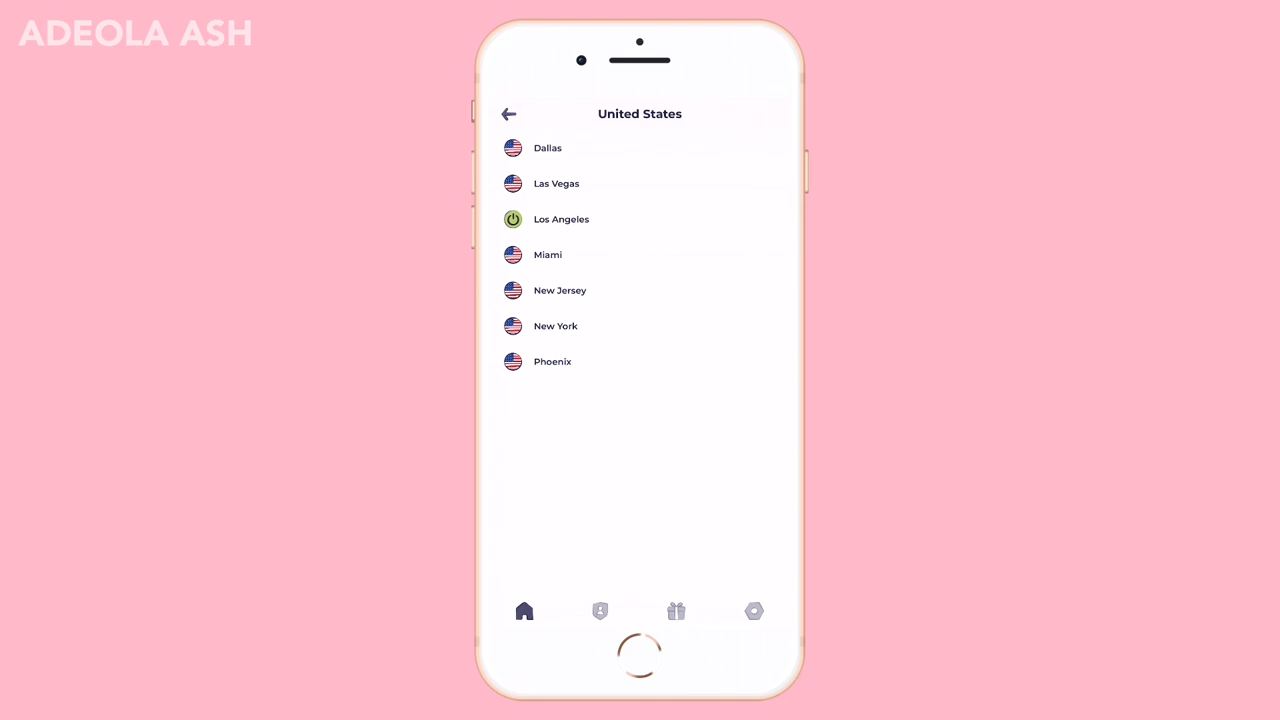 ADEOLA ASH
United States
Dallas
Las Vegas
Los Angeles
Miami
New Jersey
New York
Phoenix